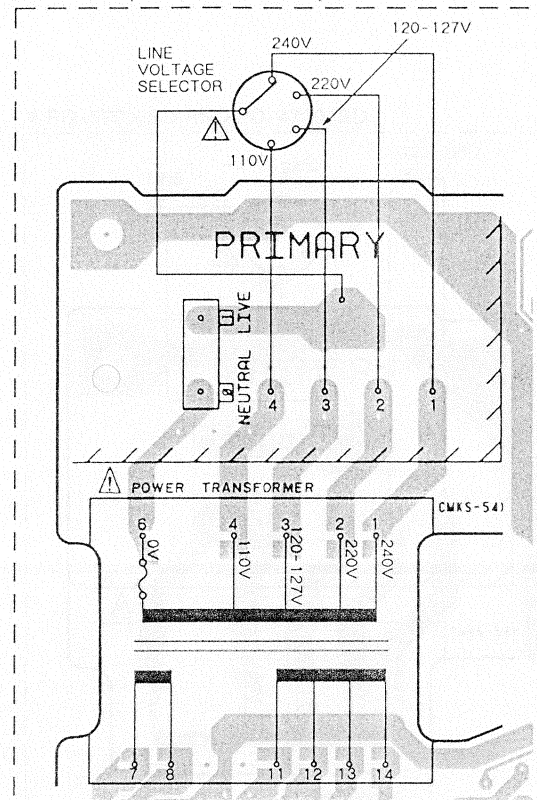 120-127V
240V
LINE
VOLTAGE
SELECTOR
220V
110V
PRIMARY
LIVE
NEUTRAL
4 3 2 1
POWER TRANSFORMER
CMKS-54)
6 4 3 2 1
0V 110V 120-127V 220V 240V
7 8 11 12 13 14